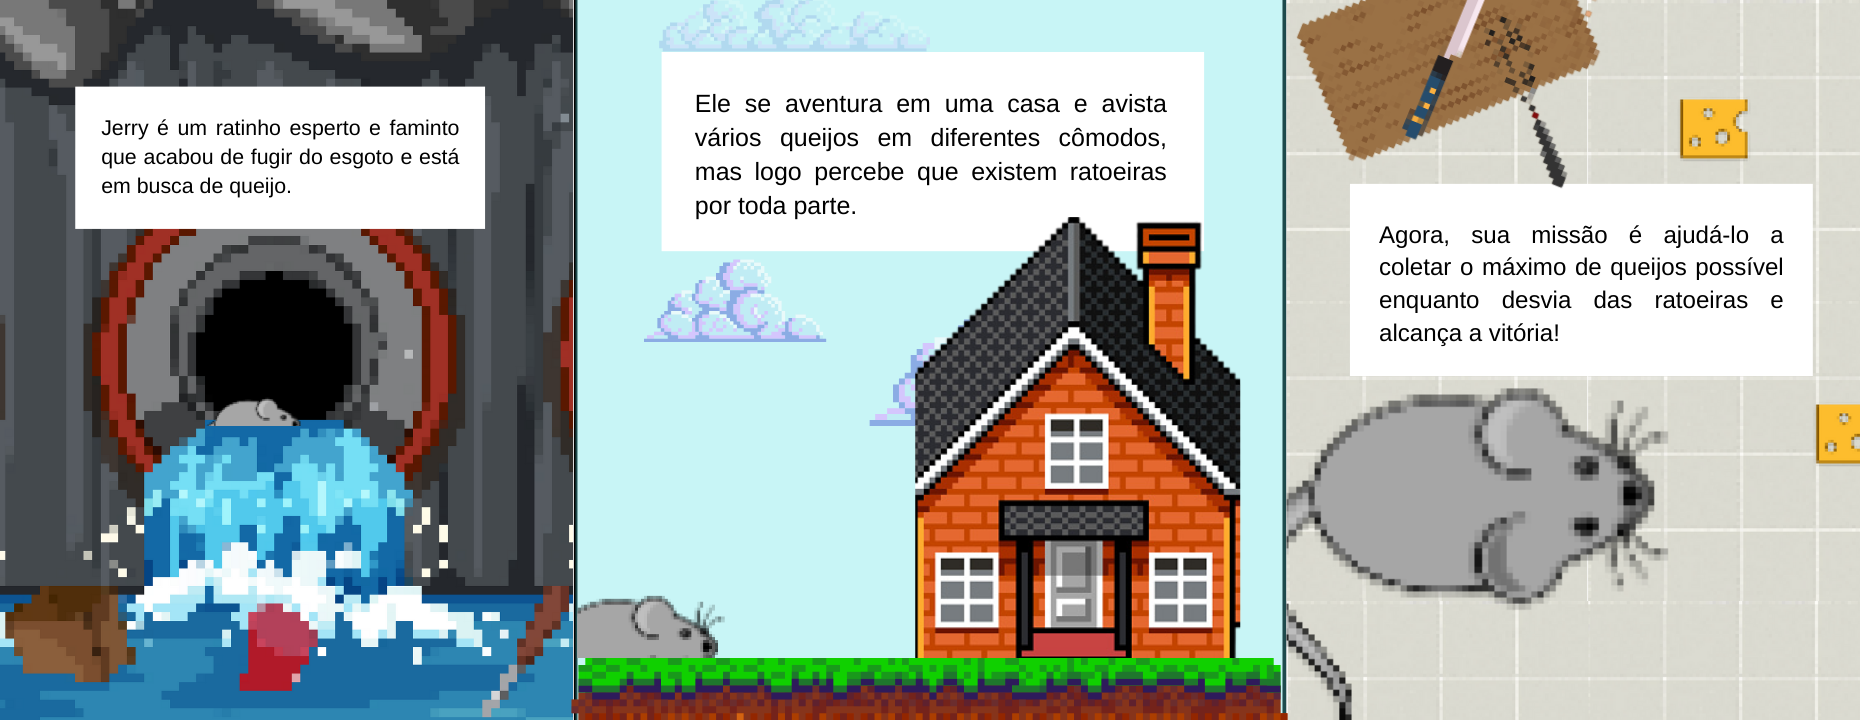 Jerry é um ratinho esperto e faminto
que acabou de fugir do esgoto e está
em busca de queijo.
Ele se aventura em uma casa e avista
vários queijos em diferentes cômodos,
mas logo percebe que existem ratoeiras
por toda parte.
Agora, sua missão é ajudá-lo a
coletar o máximo de queijos possível
enquanto desvia das ratoeiras e
alcança a vitória!